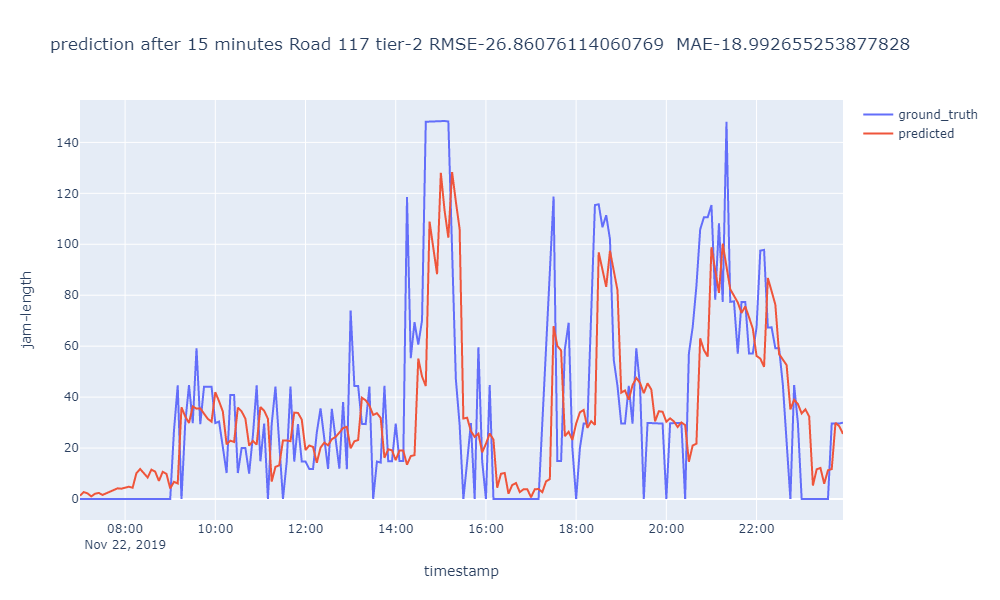 prediction after 15 minutes Road 117 tier-2 RMSE-26.86076114060769  MAE-18.992655253877828
ground_truth
predicted
140
120
100
80
60
40
20
0
jam-length
08:00 10:00 12:00 14:00 16:00 18:00 20:00 22:00
Nov 22, 2019
timestamp